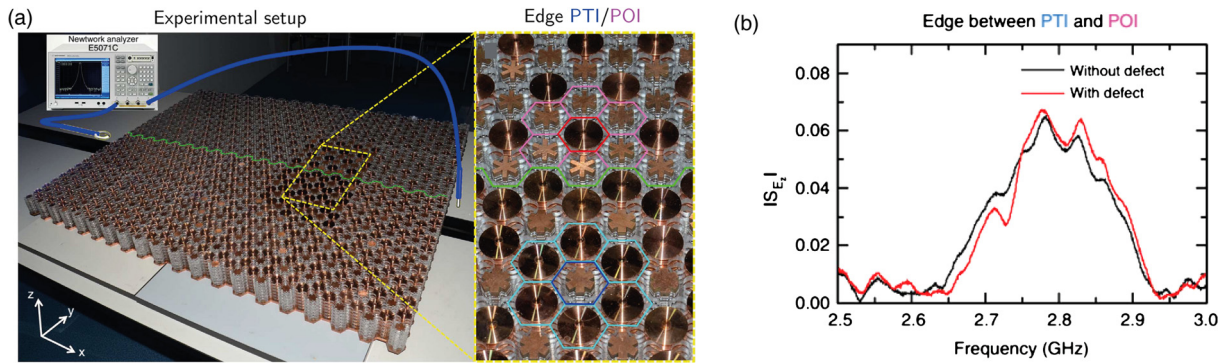 (a)
Experimental setup
Edge PTI/POI
Newtwork analyzer
E5071C
z
y
x
(b)
Edge between PTI and POI
Without defect
With defect
|S_{E_z}|
0.08
0.06
0.04
0.02
0.00
2.5 2.6 2.7 2.8 2.9 3.0
Frequency (GHz)